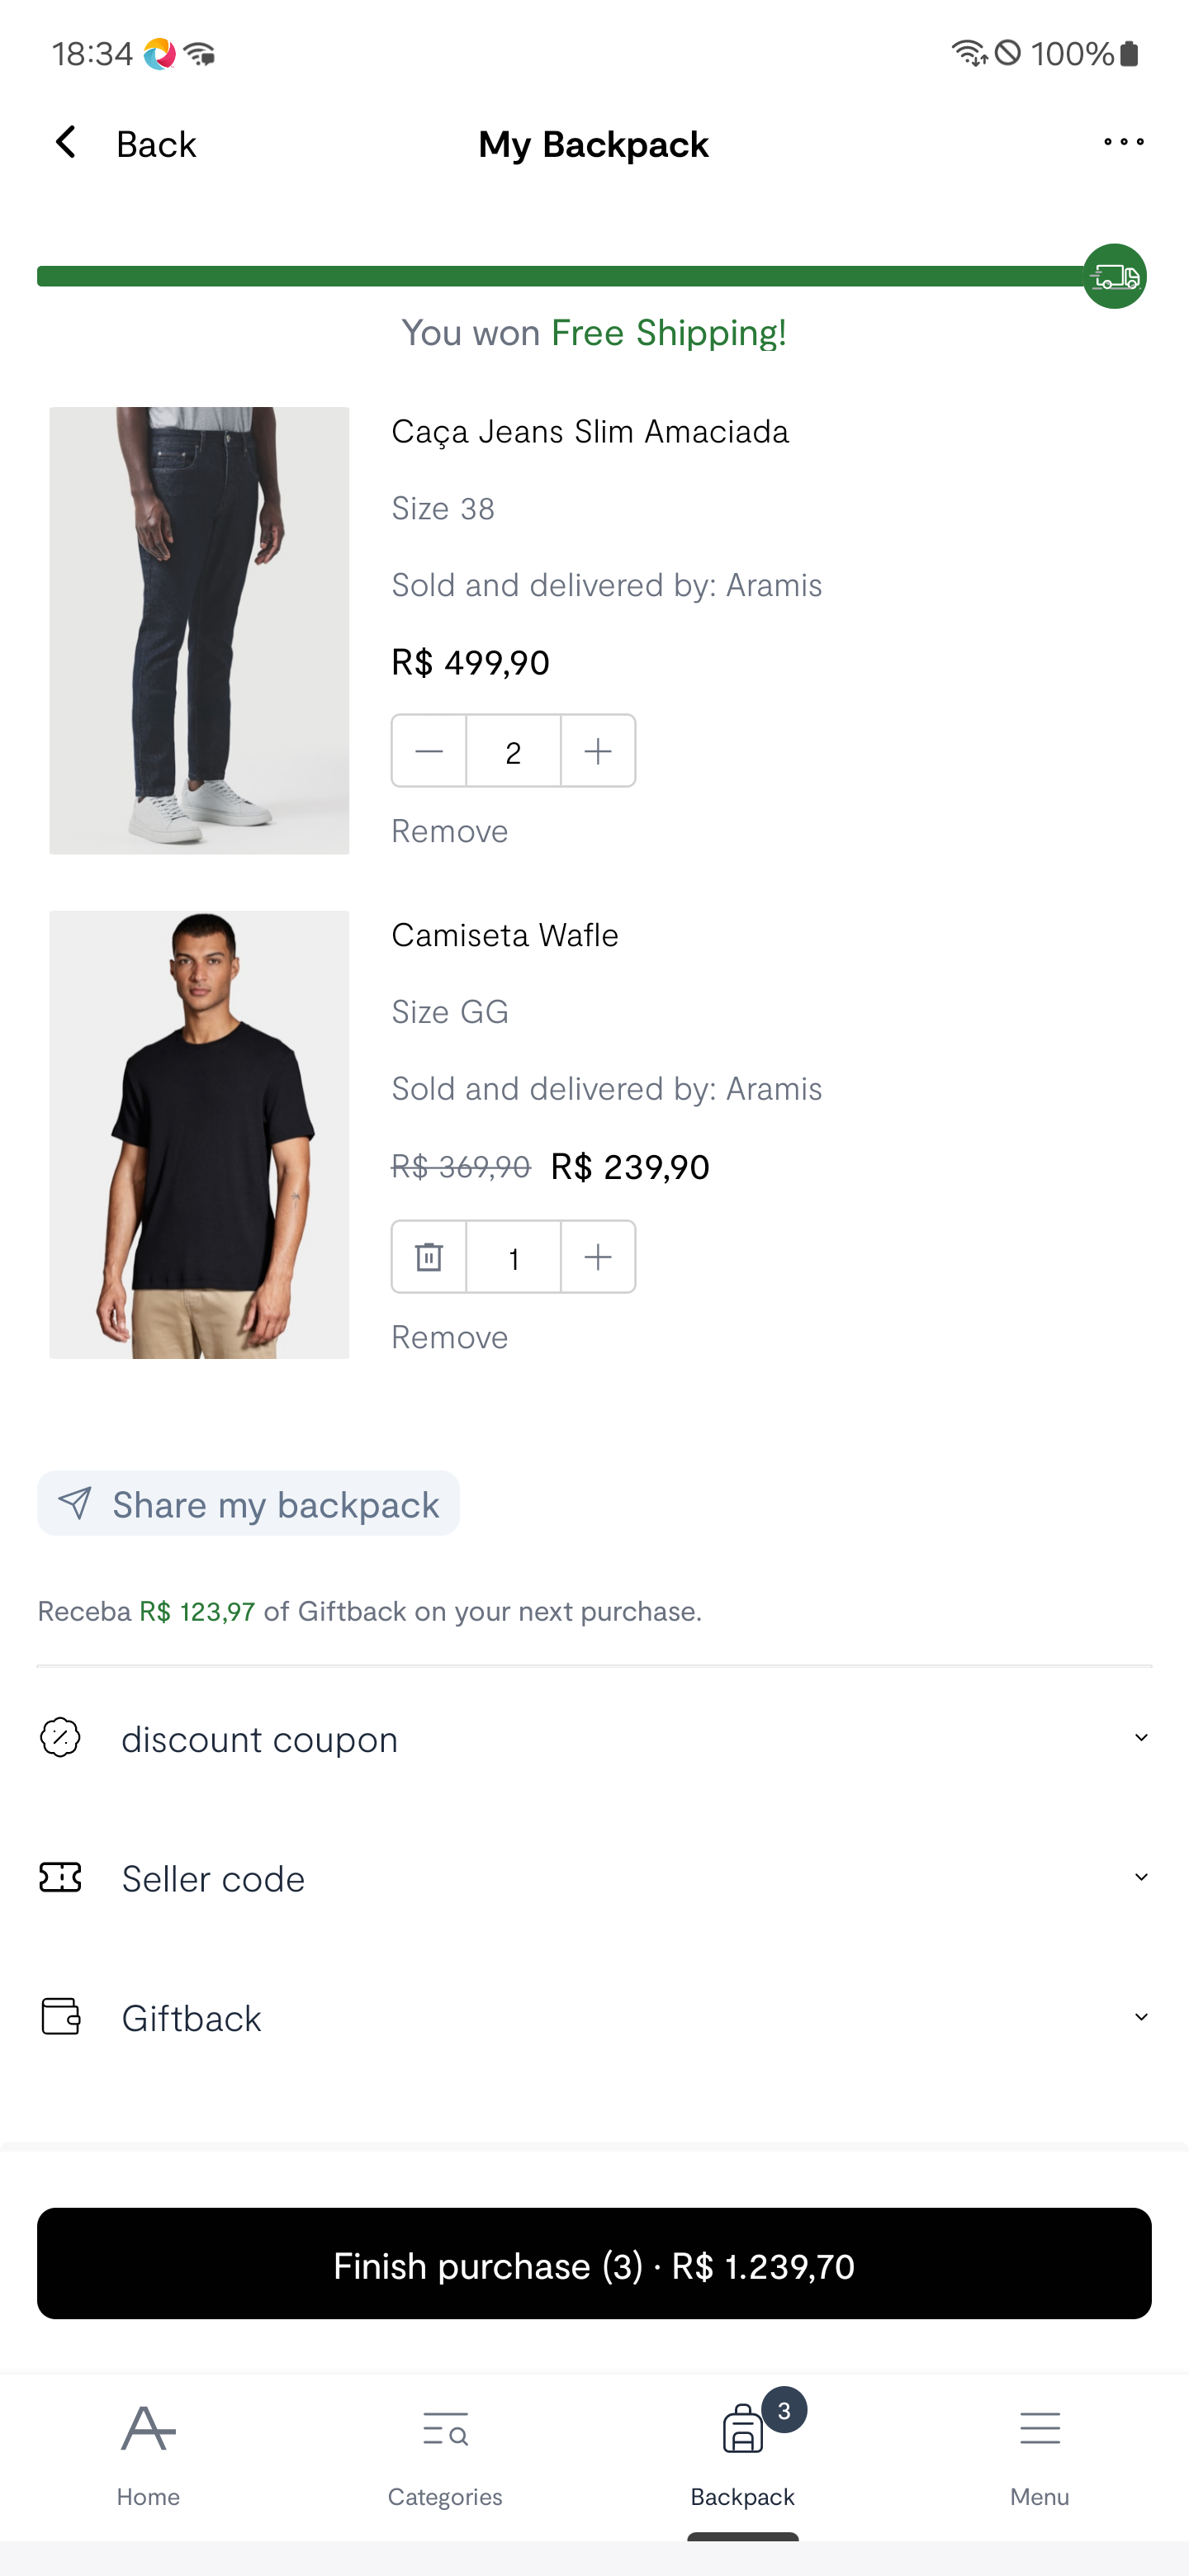 18:34 100%
Back My Backpack
You won Free Shipping!
Caça Jeans Slim Amaciada
Size 38
Sold and delivered by: Aramis
R$ 499,90
2
Remove
Camiseta Wafle
Size GG
Sold and delivered by: Aramis
R$ 369,90 R$ 239,90
1
Remove
Share my backpack
Receba R$ 123,97 of Giftback on your next purchase.
discount coupon
Seller code
Giftback
Finish purchase (3) · R$ 1.239,70
3
Home Categories Backpack Menu